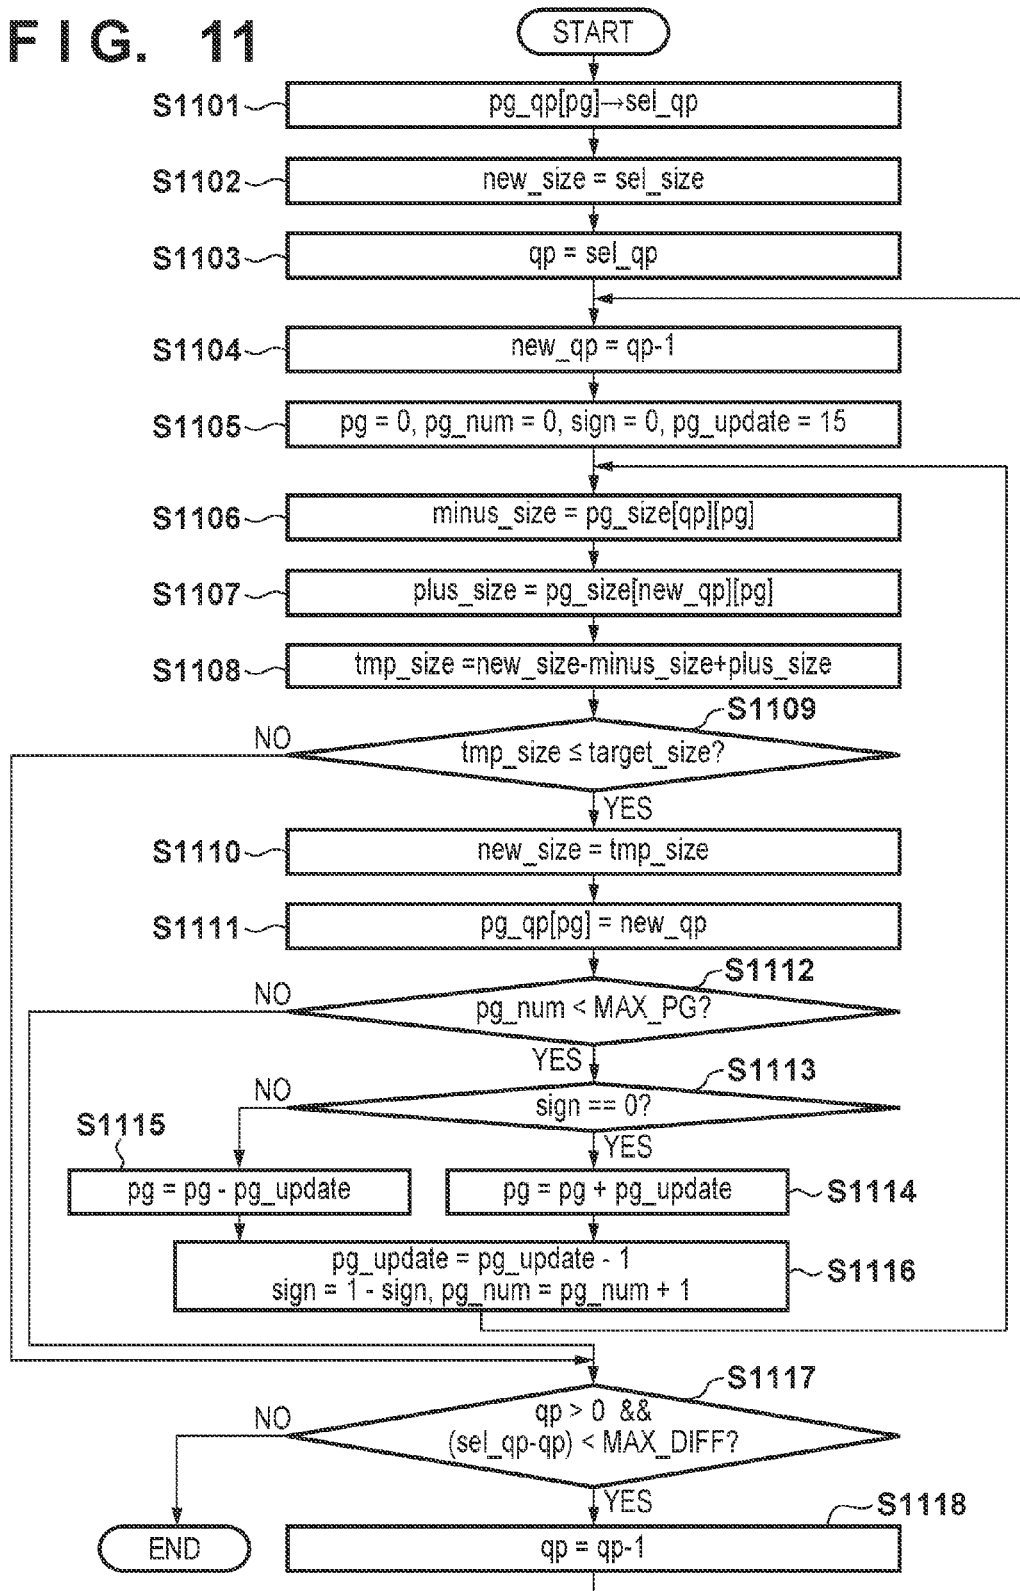 FIG. 11
START
S1101
pg_qp[pg]→sel_qp
S1102
new_size = sel_size
S1103
qp = sel_qp
S1104
new_qp = qp-1
S1105
pg = 0, pg_num = 0, sign = 0, pg_update = 15
S1106
minus_size = pg_size[qp][pg]
S1107
plus_size = pg_size[new_qp][pg]
S1108
tmp_size =new_size-minus_size+plus_size
S1109
NO
tmp_size ≤ target_size?
YES
S1110
new_size = tmp_size
S1111
pg_qp[pg] = new_qp
S1112
NO
pg_num < MAX_PG?
YES
S1113
NO
sign == 0?
YES
S1115
pg = pg - pg_update
pg = pg + pg_update
S1114
pg_update = pg_update - 1
sign = 1 - sign, pg_num = pg_num + 1
S1116
S1117
NO
qp > 0 &&
(sel_qp-qp) < MAX_DIFF?
YES
S1118
END
qp = qp-1